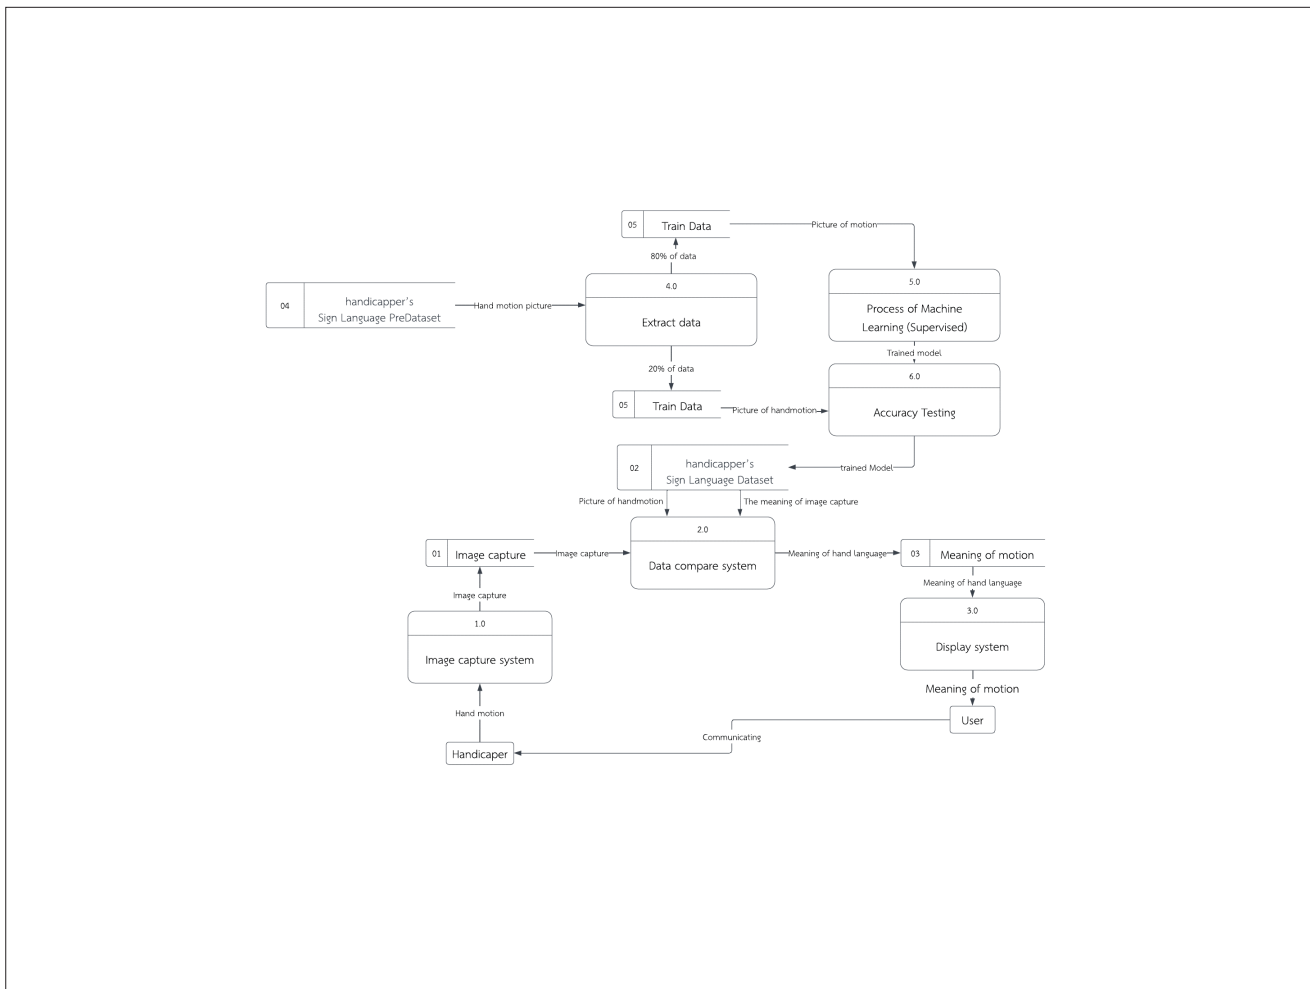 05
Train Data
Picture of motion
80% of data
04
handicapper's
Sign Language PreDataset
Hand motion picture
4.0
Extract data
5.0
Process of Machine
Learning (Supervised)
Trained model
20% of data
05
Train Data
Picture of handmotion
6.0
Accuracy Testing
02
handicapper's
Sign Language Dataset
trained Model
Picture of handmotion
The meaning of image capture
2.0
Data compare system
01
Image capture
Image capture
Meaning of hand language
03
Meaning of motion
Image capture
Meaning of hand language
1.0
Image capture system
3.0
Display system
Hand motion
Meaning of motion
User
Communicating
Handicaper